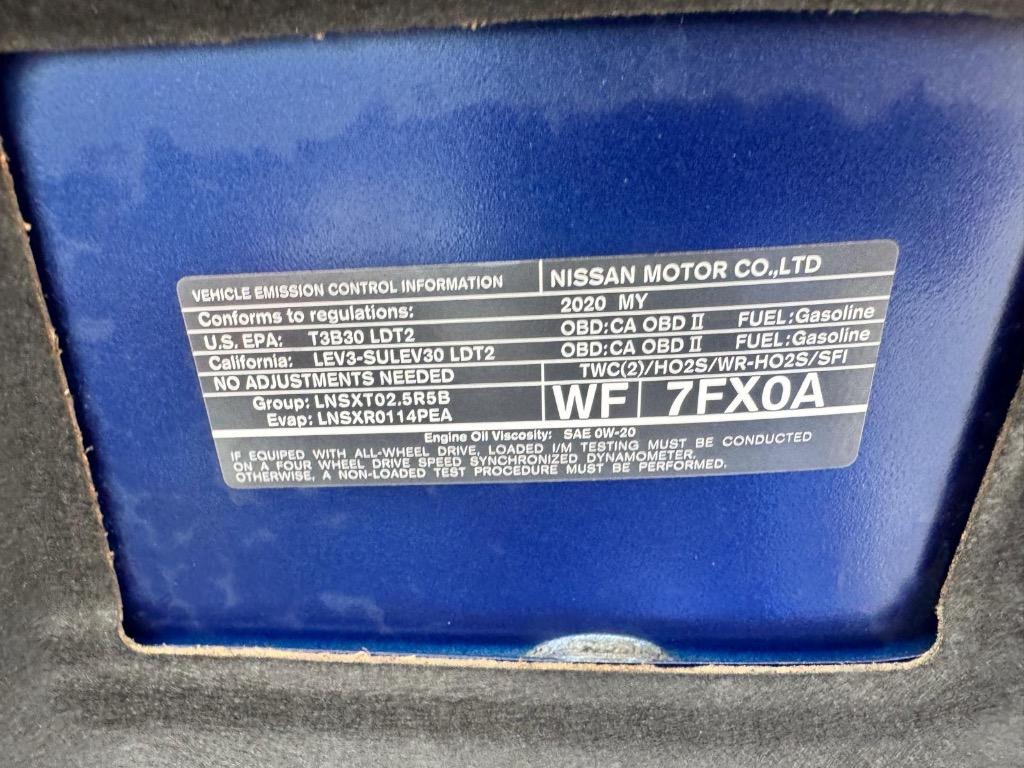 VEHICLE EMISSION CONTROL INFORMATION
NISSAN MOTOR CO.,LTD
Conforms to regulations:
2020 MY
U.S. EPA: T3B30 LDT2
OBD:CA OBD II FUEL:Gasoline
California: LEV3-SULEV30 LDT2
OBD:CA OBD II FUEL:Gasoline
NO ADJUSTMENTS NEEDED
TWC(2)/HO2S/WR-HO2S/SFI
Group: LNSXT02.5R5B
Evap: LNSXR0114PEA
WF 7FX0A
Engine Oil Viscosity: SAE 0W-20
IF EQUIPED WITH ALL-WHEEL DRIVE, LOADED I/M TESTING MUST BE CONDUCTED
ON A FOUR WHEEL DRIVE SPEED SYNCHRONIZED DYNAMOMETER.
OTHERWISE, A NON-LOADED TEST PROCEDURE MUST BE PERFORMED.